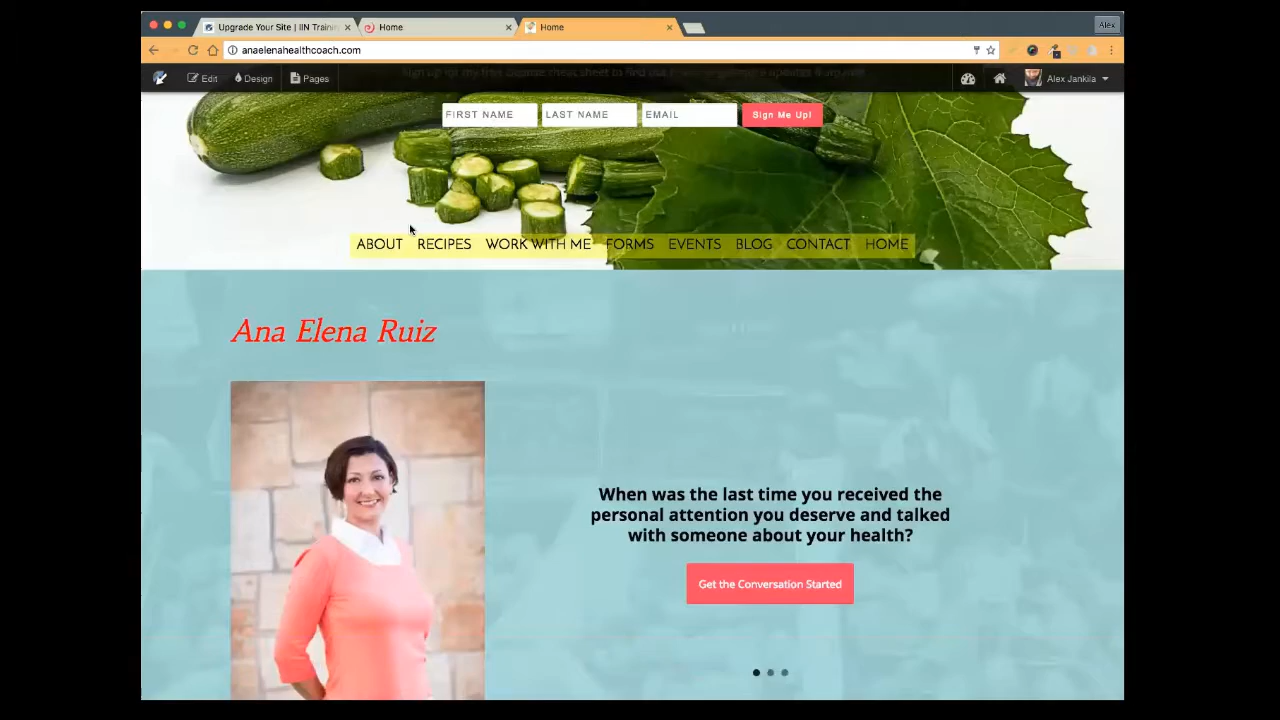 Upgrade Your Site | IIN Trainin
Home
Home
Alex
anaelenahealthcoach.com
Edit
Design
Pages
Alex Jankila
FIRST NAME
LAST NAME
EMAIL
Sign Me Up!
ABOUT RECIPES WORK WITH ME FORMS EVENTS BLOG CONTACT HOME
Ana Elena Ruiz
When was the last time you received the
personal attention you deserve and talked
with someone about your health?
Get the Conversation Started